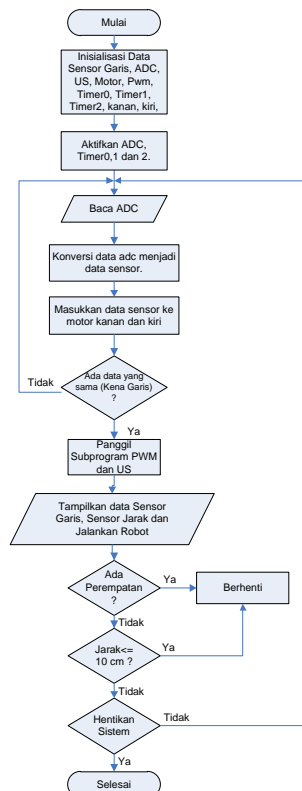 Mulai
Inisialisasi Data
Sensor Garis, ADC,
US, Motor, Pwm,
Timer0, Timer1,
Timer2, kanan, kiri,
Aktifkan ADC,
Timer0,1 dan 2.
Baca ADC
Konversi data adc menjadi
data sensor.
Masukkan data sensor ke
motor kanan dan kiri
Ada data yang
sama (Kena Garis)
?
Tidak
Ya
Panggil
Subprogram PWM
dan US
Tampilkan data Sensor
Garis, Sensor Jarak dan
Jalankan Robot
Ada
Perempatan
?
Ya
Berhenti
Tidak
Jarak<=
10 cm ?
Ya
Tidak
Hentikan
Sistem
Tidak
Ya
Selesai